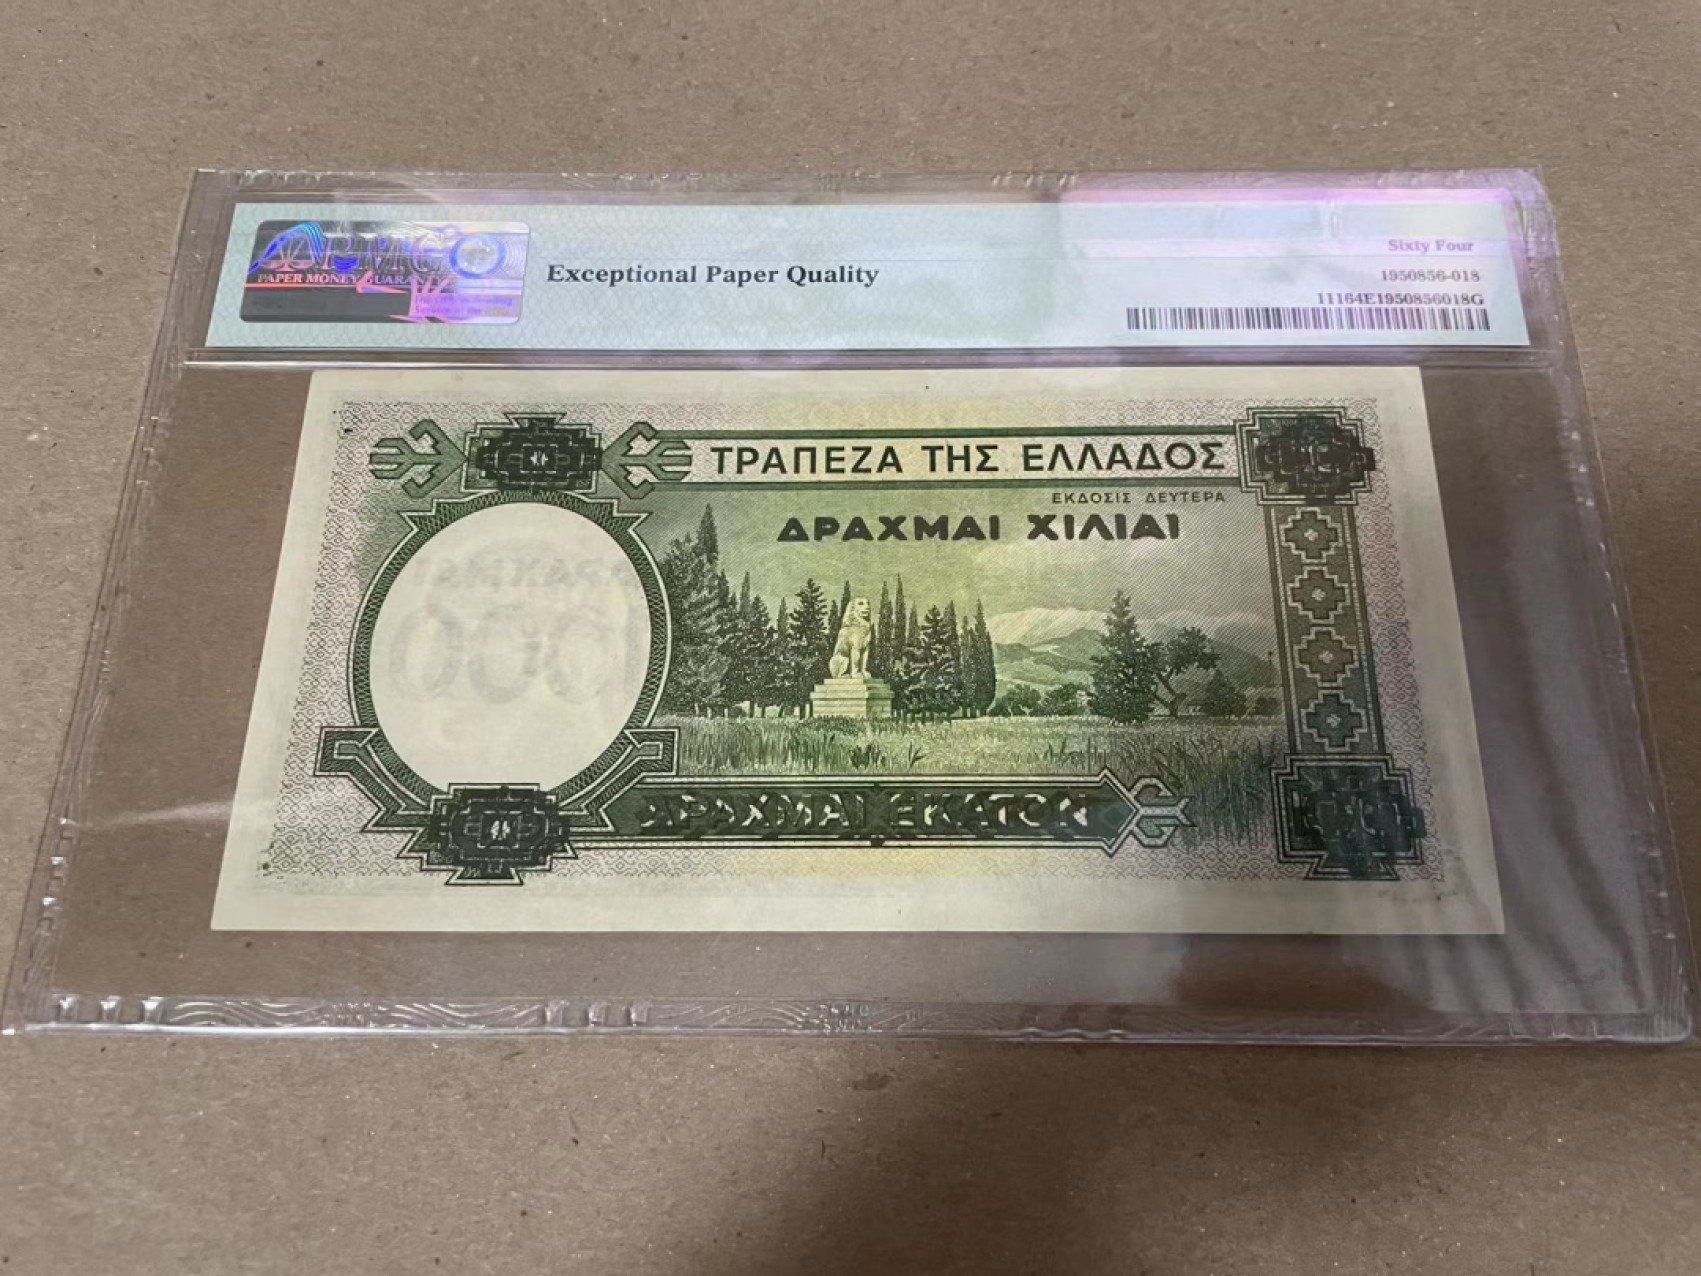 PMG
PAPER MONEY GUARA
Exceptional Paper Quality
Sixty Four
1950856-018
11164E1950856018G
ΤΡΑΠΕΖΑ ΤΗΣ ΕΛΛΑΔΟΣ
ΕΚΔΟΣΙΣ ΔΕΥΤΕΡΑ
ΔΡΑΧΜΑΙ ΧΙΛΙΑΙ
ΔΡΑΧΜΑΙ ΕΚΑΤΟΝ